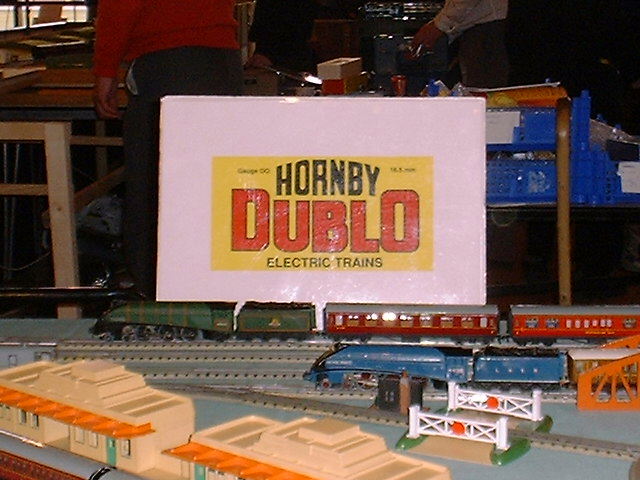 Gauge OO 16.5 mm
HORNBY
DUBLO
ELECTRIC TRAINS